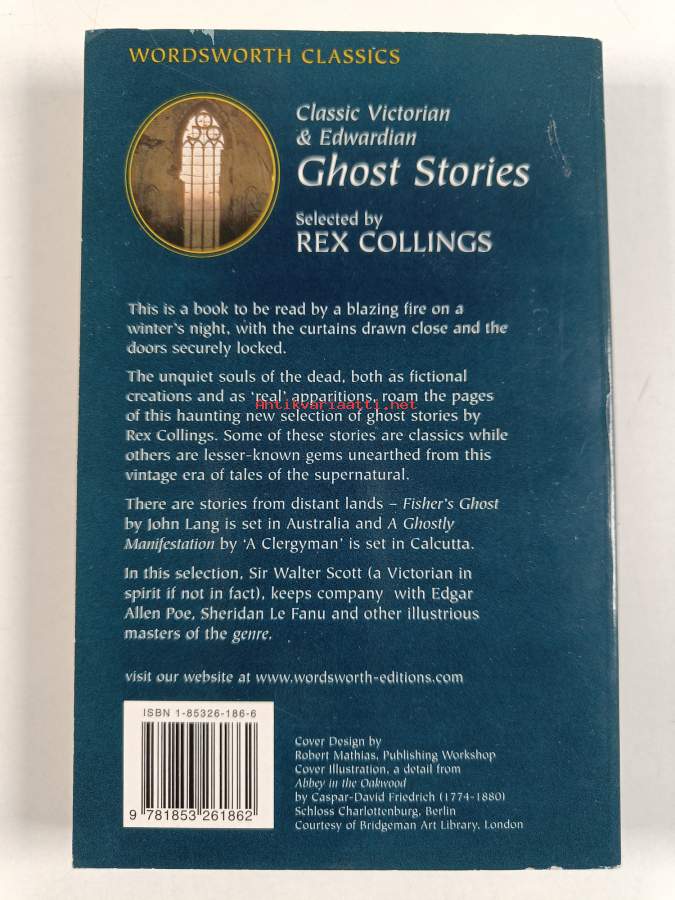 WORDSWORTH CLASSICS
Classic Victorian
& Edwardian
Ghost Stories
Selected by
REX COLLINGS
This is a book to be read by a blazing fire on a
winter's night, with the curtains drawn close and the
doors securely locked.
The unquiet souls of the dead, both as fictional
creations and as 'real' apparitions, roam the pages
Antikvariaatti.net
of this haunting new selection of ghost stories by
Rex Collings. Some of these stories are classics while
others are lesser-known gems unearthed from this
vintage era of tales of the supernatural.
There are stories from distant lands – Fisher's Ghost
by John Lang is set in Australia and A Ghostly
Manifestation by 'A Clergyman' is set in Calcutta.
In this selection, Sir Walter Scott (a Victorian in
spirit if not in fact), keeps company with Edgar
Allen Poe, Sheridan Le Fanu and other illustrious
masters of the genre.
visit our website at www.wordsworth-editions.com
ISBN 1-85326-186-6
9 781853 261862
Cover Design by
Robert Mathias, Publishing Workshop
Cover Illustration, a detail from
Abbey in the Oakwood
by Caspar-David Friedrich (1774-1880)
Schloss Charlottenburg, Berlin
Courtesy of Bridgeman Art Library, London